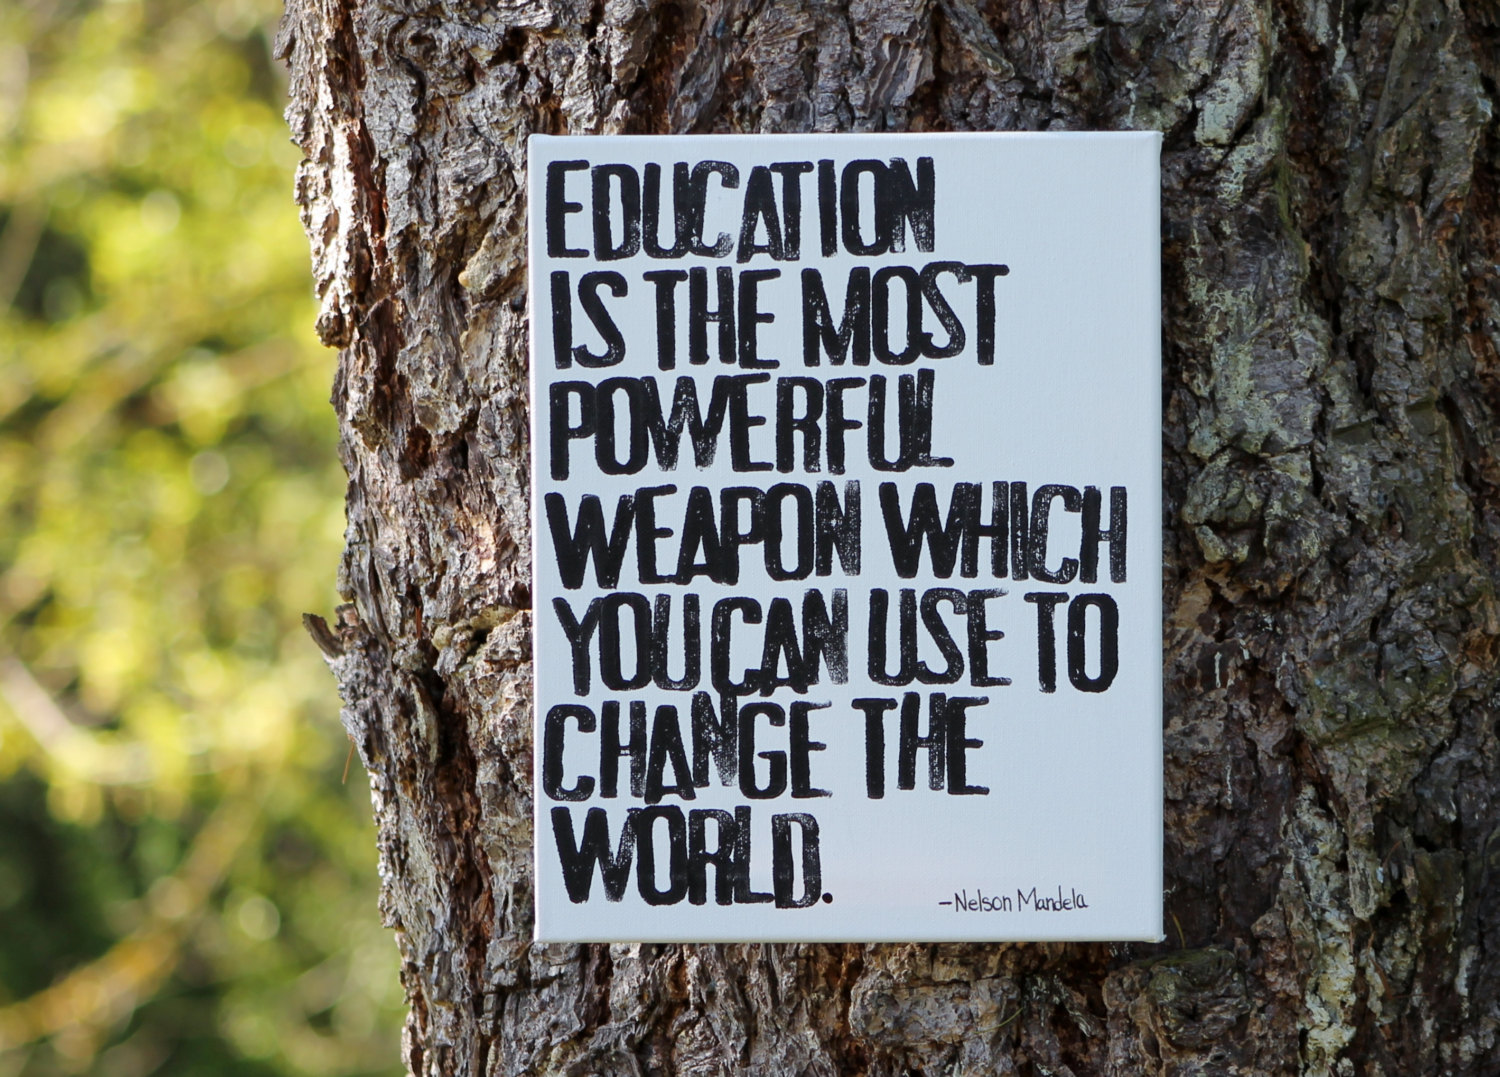 EDUCATION
IS THE MOST
POWERFUL
WEAPON WHICH
YOU CAN USE TO
CHANGE THE
WORLD.
-Nelson Mandela